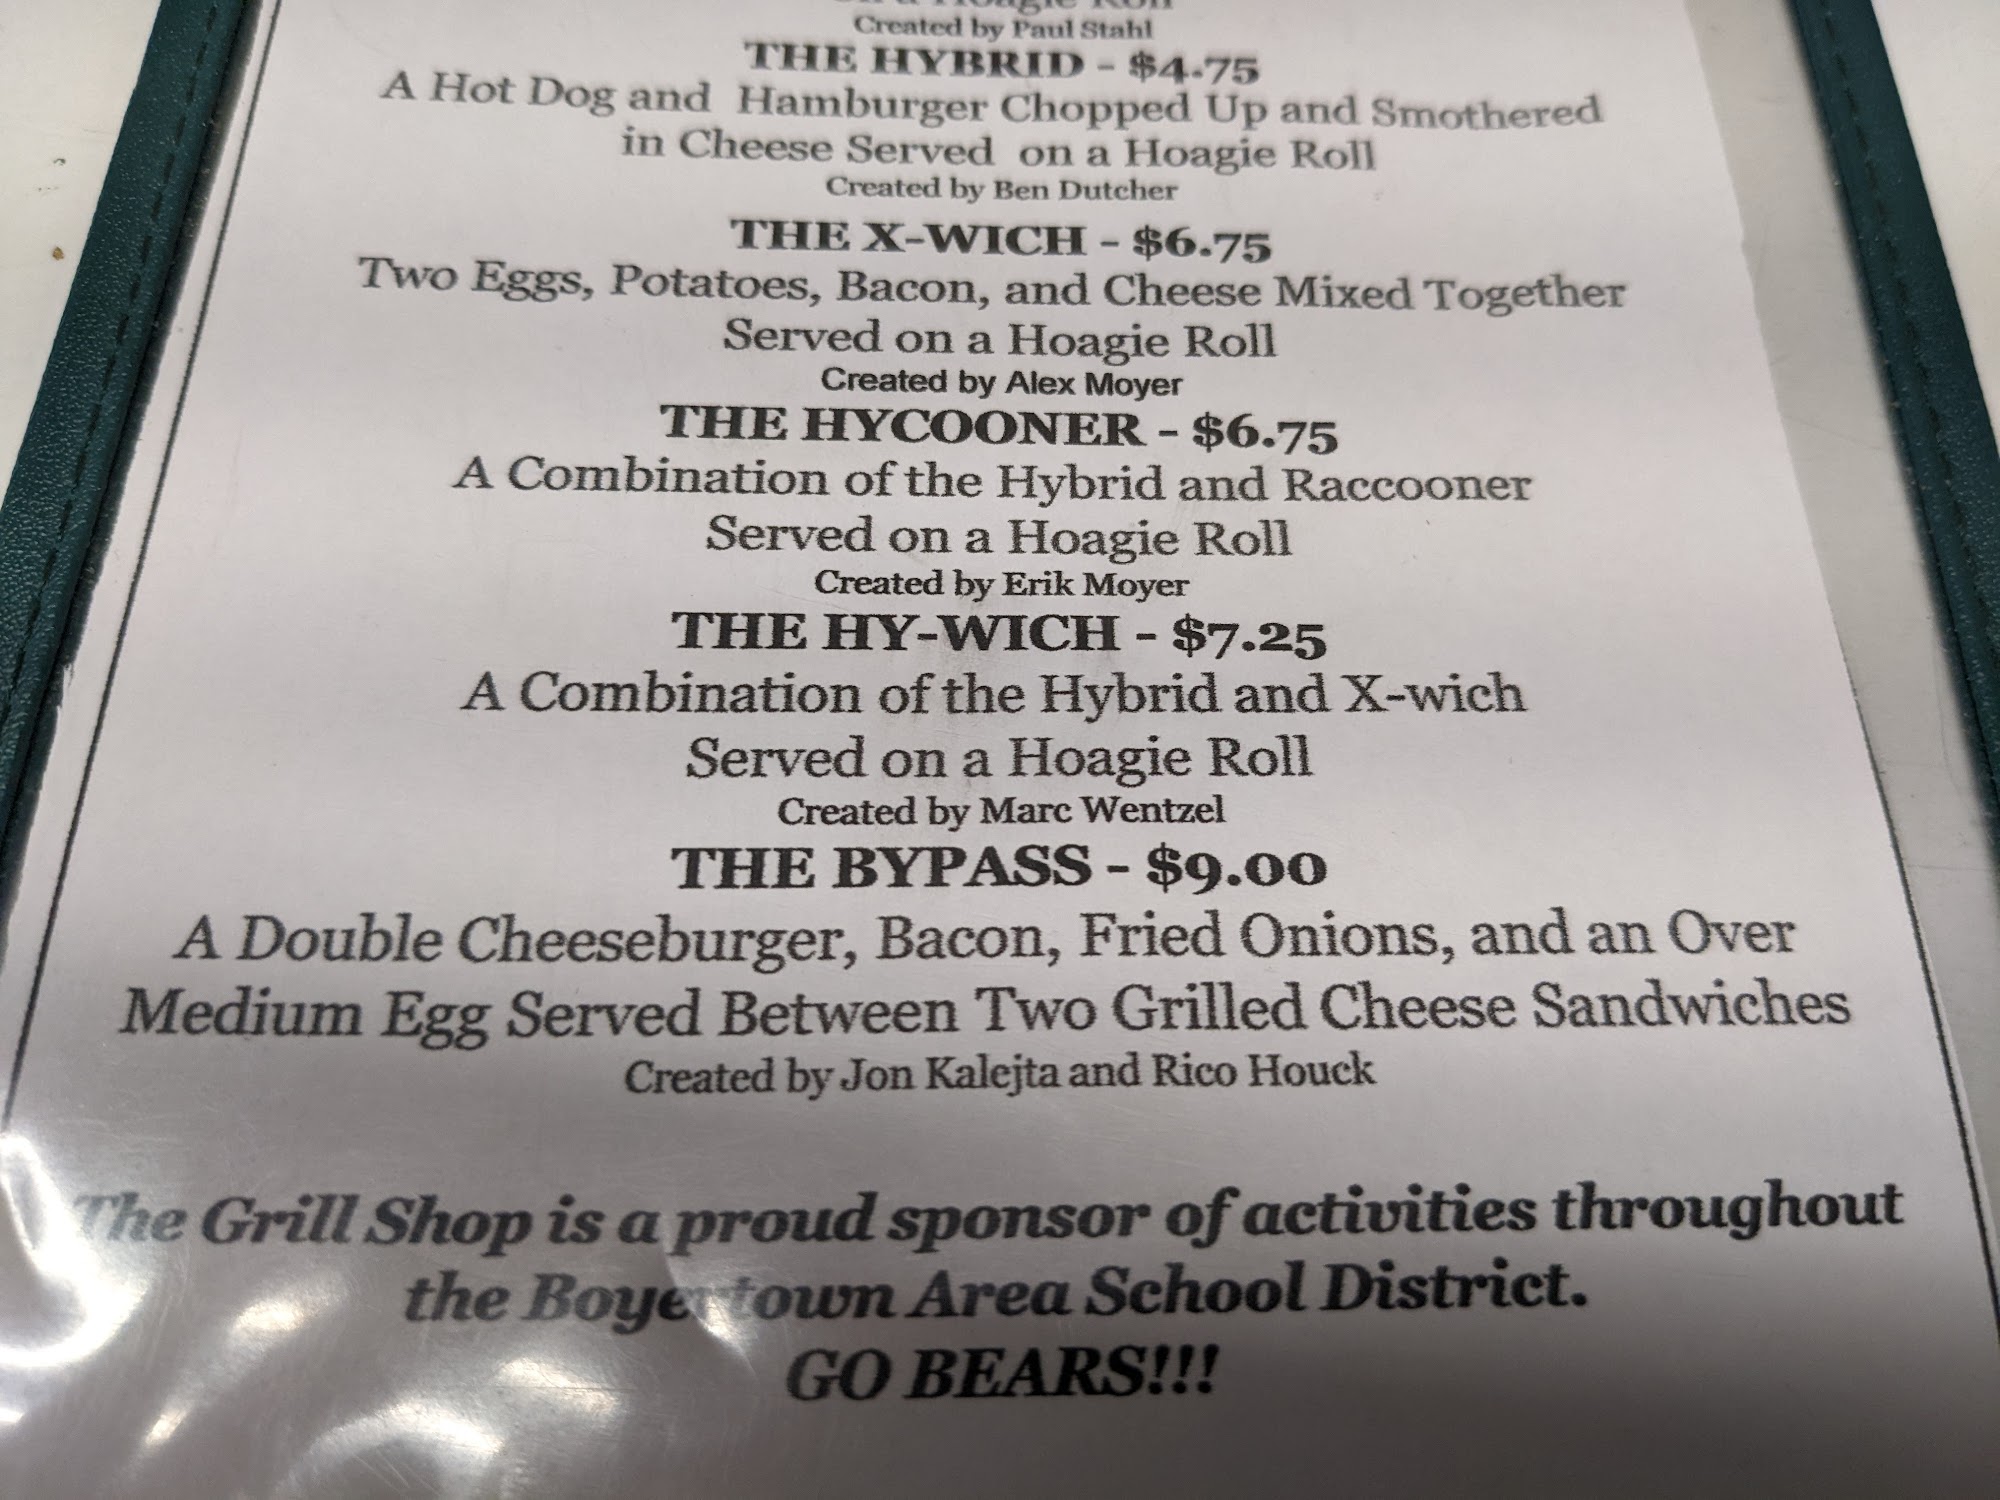 on a Hoagie Roll
Created by Paul Stahl
THE HYBRID - $4.75
A Hot Dog and Hamburger Chopped Up and Smothered
in Cheese Served on a Hoagie Roll
Created by Ben Dutcher
THE X-WICH - $6.75
Two Eggs, Potatoes, Bacon, and Cheese Mixed Together
Served on a Hoagie Roll
Created by Alex Moyer
THE HYCOONER - $6.75
A Combination of the Hybrid and Raccooner
Served on a Hoagie Roll
Created by Erik Moyer
THE HY-WICH - $7.25
A Combination of the Hybrid and X-wich
Served on a Hoagie Roll
Created by Marc Wentzel
THE BYPASS - $9.00
A Double Cheeseburger, Bacon, Fried Onions, and an Over
Medium Egg Served Between Two Grilled Cheese Sandwiches
Created by Jon Kalejta and Rico Houck
The Grill Shop is a proud sponsor of activities throughout
the Boyertown Area School District.
GO BEARS!!!